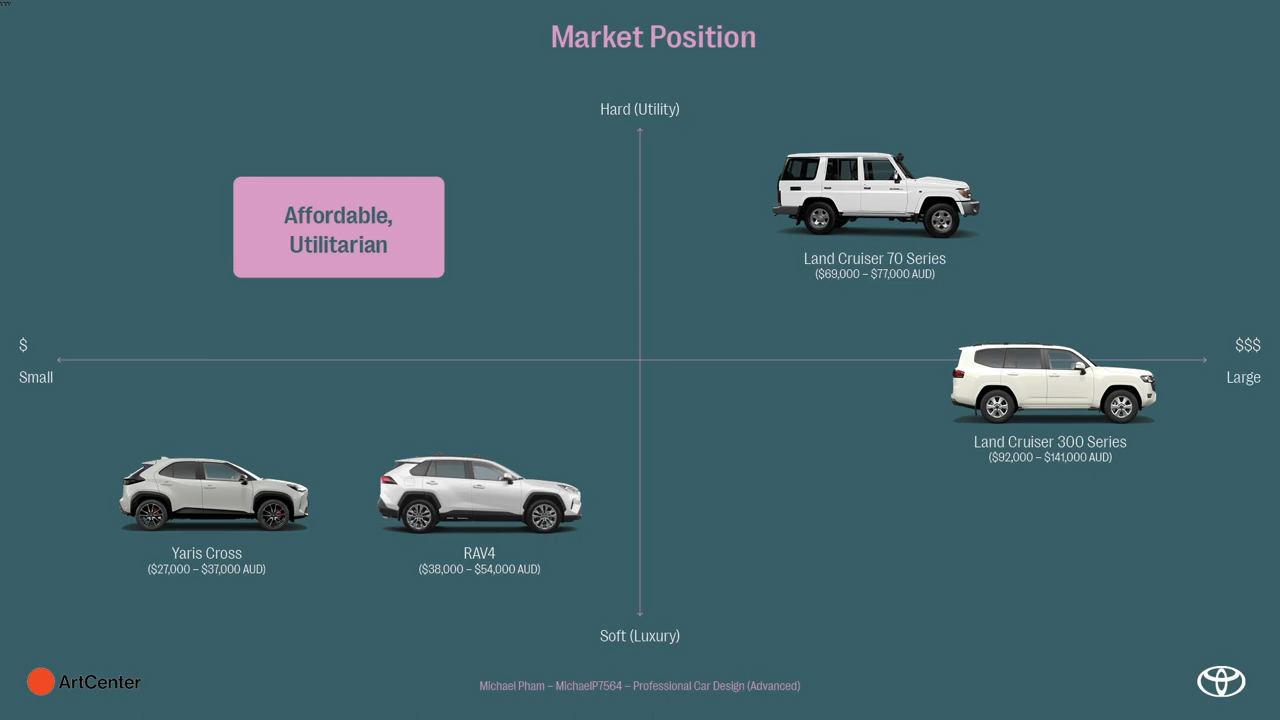 Market Position
Hard (Utility)
Affordable,
Utilitarian
Land Cruiser 70 Series
($69,000 – $77,000 AUD)
$
$$$
Small
Large
Land Cruiser 300 Series
($92,000 – $141,000 AUD)
Yaris Cross
($27,000 – $37,000 AUD)
RAV4
($38,000 – $54,000 AUD)
Soft (Luxury)
ArtCenter
Michael Pham – MichaelP7564 – Professional Car Design (Advanced)